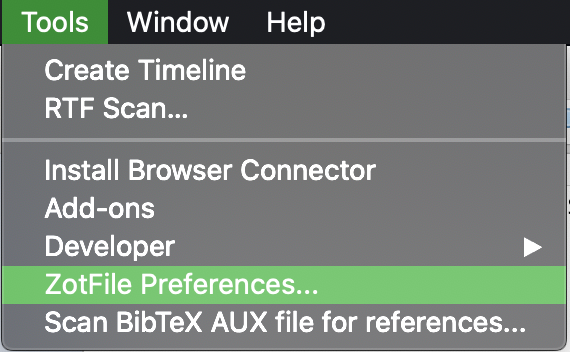 Tools Window Help
Create Timeline
RTF Scan...
Install Browser Connector
Add-ons
Developer
ZotFile Preferences...
Scan BibTeX AUX file for references...